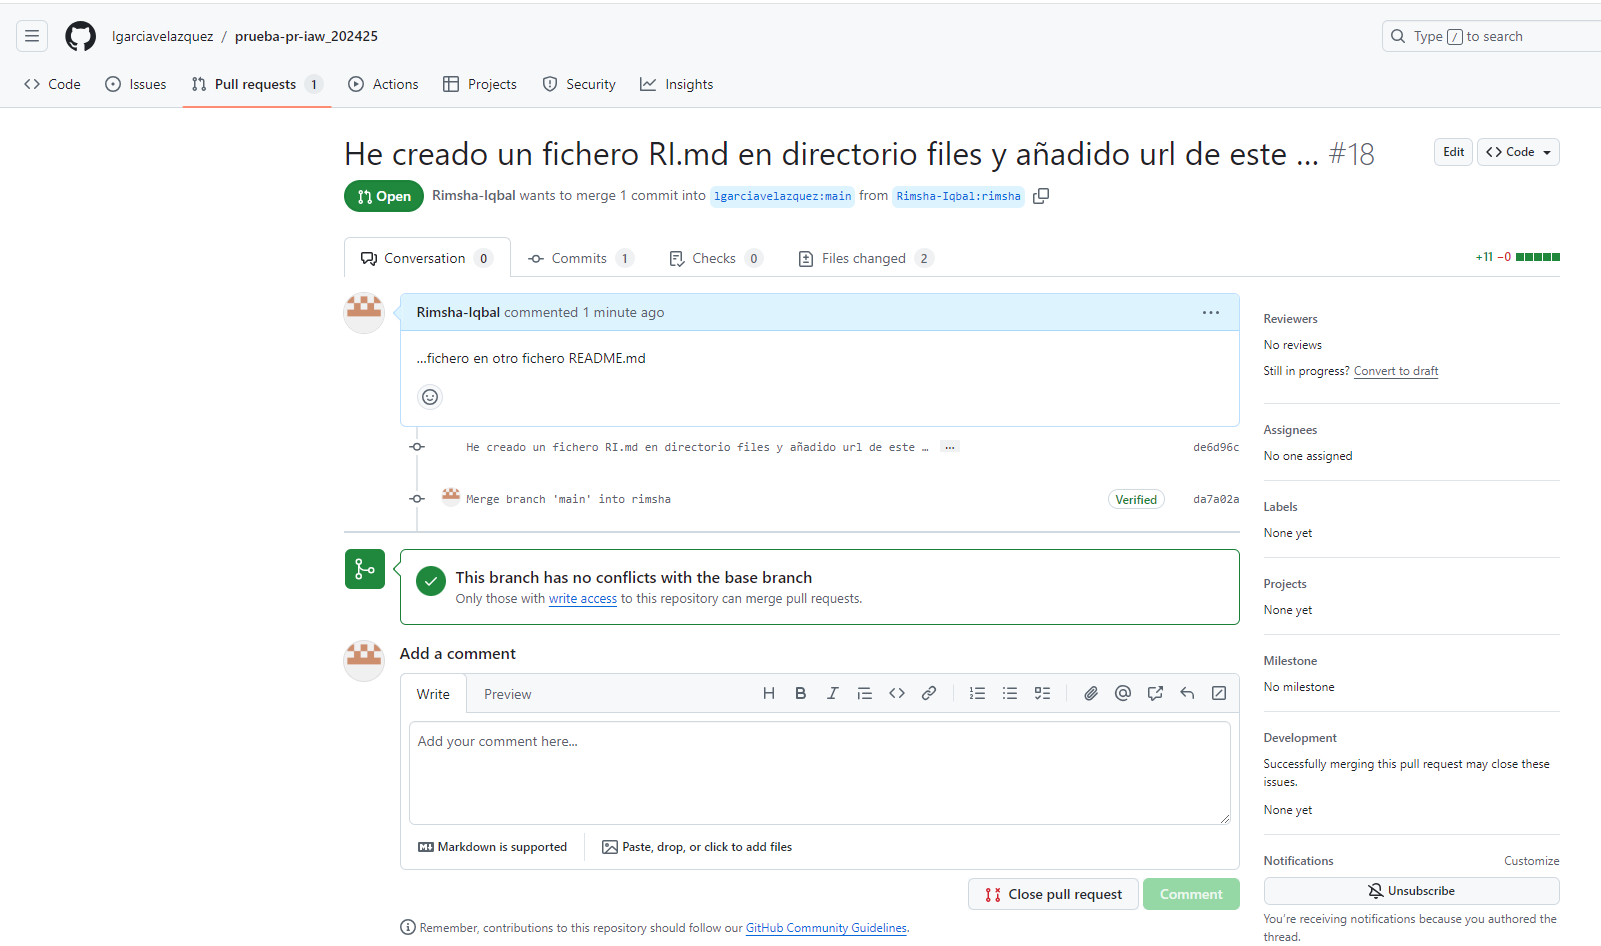 lgarciavelazquez / prueba-pr-iaw_202425
Type / to search
Code Issues Pull requests 1 Actions Projects Security Insights
He creado un fichero RI.md en directorio files y añadido url de este ... #18
Edit Code
Open Rimsha-Iqbal wants to merge 1 commit into lgarciavelazquez:main from Rimsha-Iqbal:rimsha
Conversation 0 Commits 1 Checks 0 Files changed 2
+11 −0
Rimsha-Iqbal commented 1 minute ago
...fichero en otro fichero README.md
He creado un fichero RI.md en directorio files y añadido url de este … ... de6d96c
Merge branch 'main' into rimsha Verified da7a02a
This branch has no conflicts with the base branch
Only those with write access to this repository can merge pull requests.
Add a comment
Write Preview
Add your comment here...
Markdown is supported Paste, drop, or click to add files
Close pull request Comment
Remember, contributions to this repository should follow our GitHub Community Guidelines.
Reviewers
No reviews
Still in progress? Convert to draft
Assignees
No one assigned
Labels
None yet
Projects
None yet
Milestone
No milestone
Development
Successfully merging this pull request may close these
issues.
None yet
Notifications Customize
Unsubscribe
You're receiving notifications because you authored the
thread.